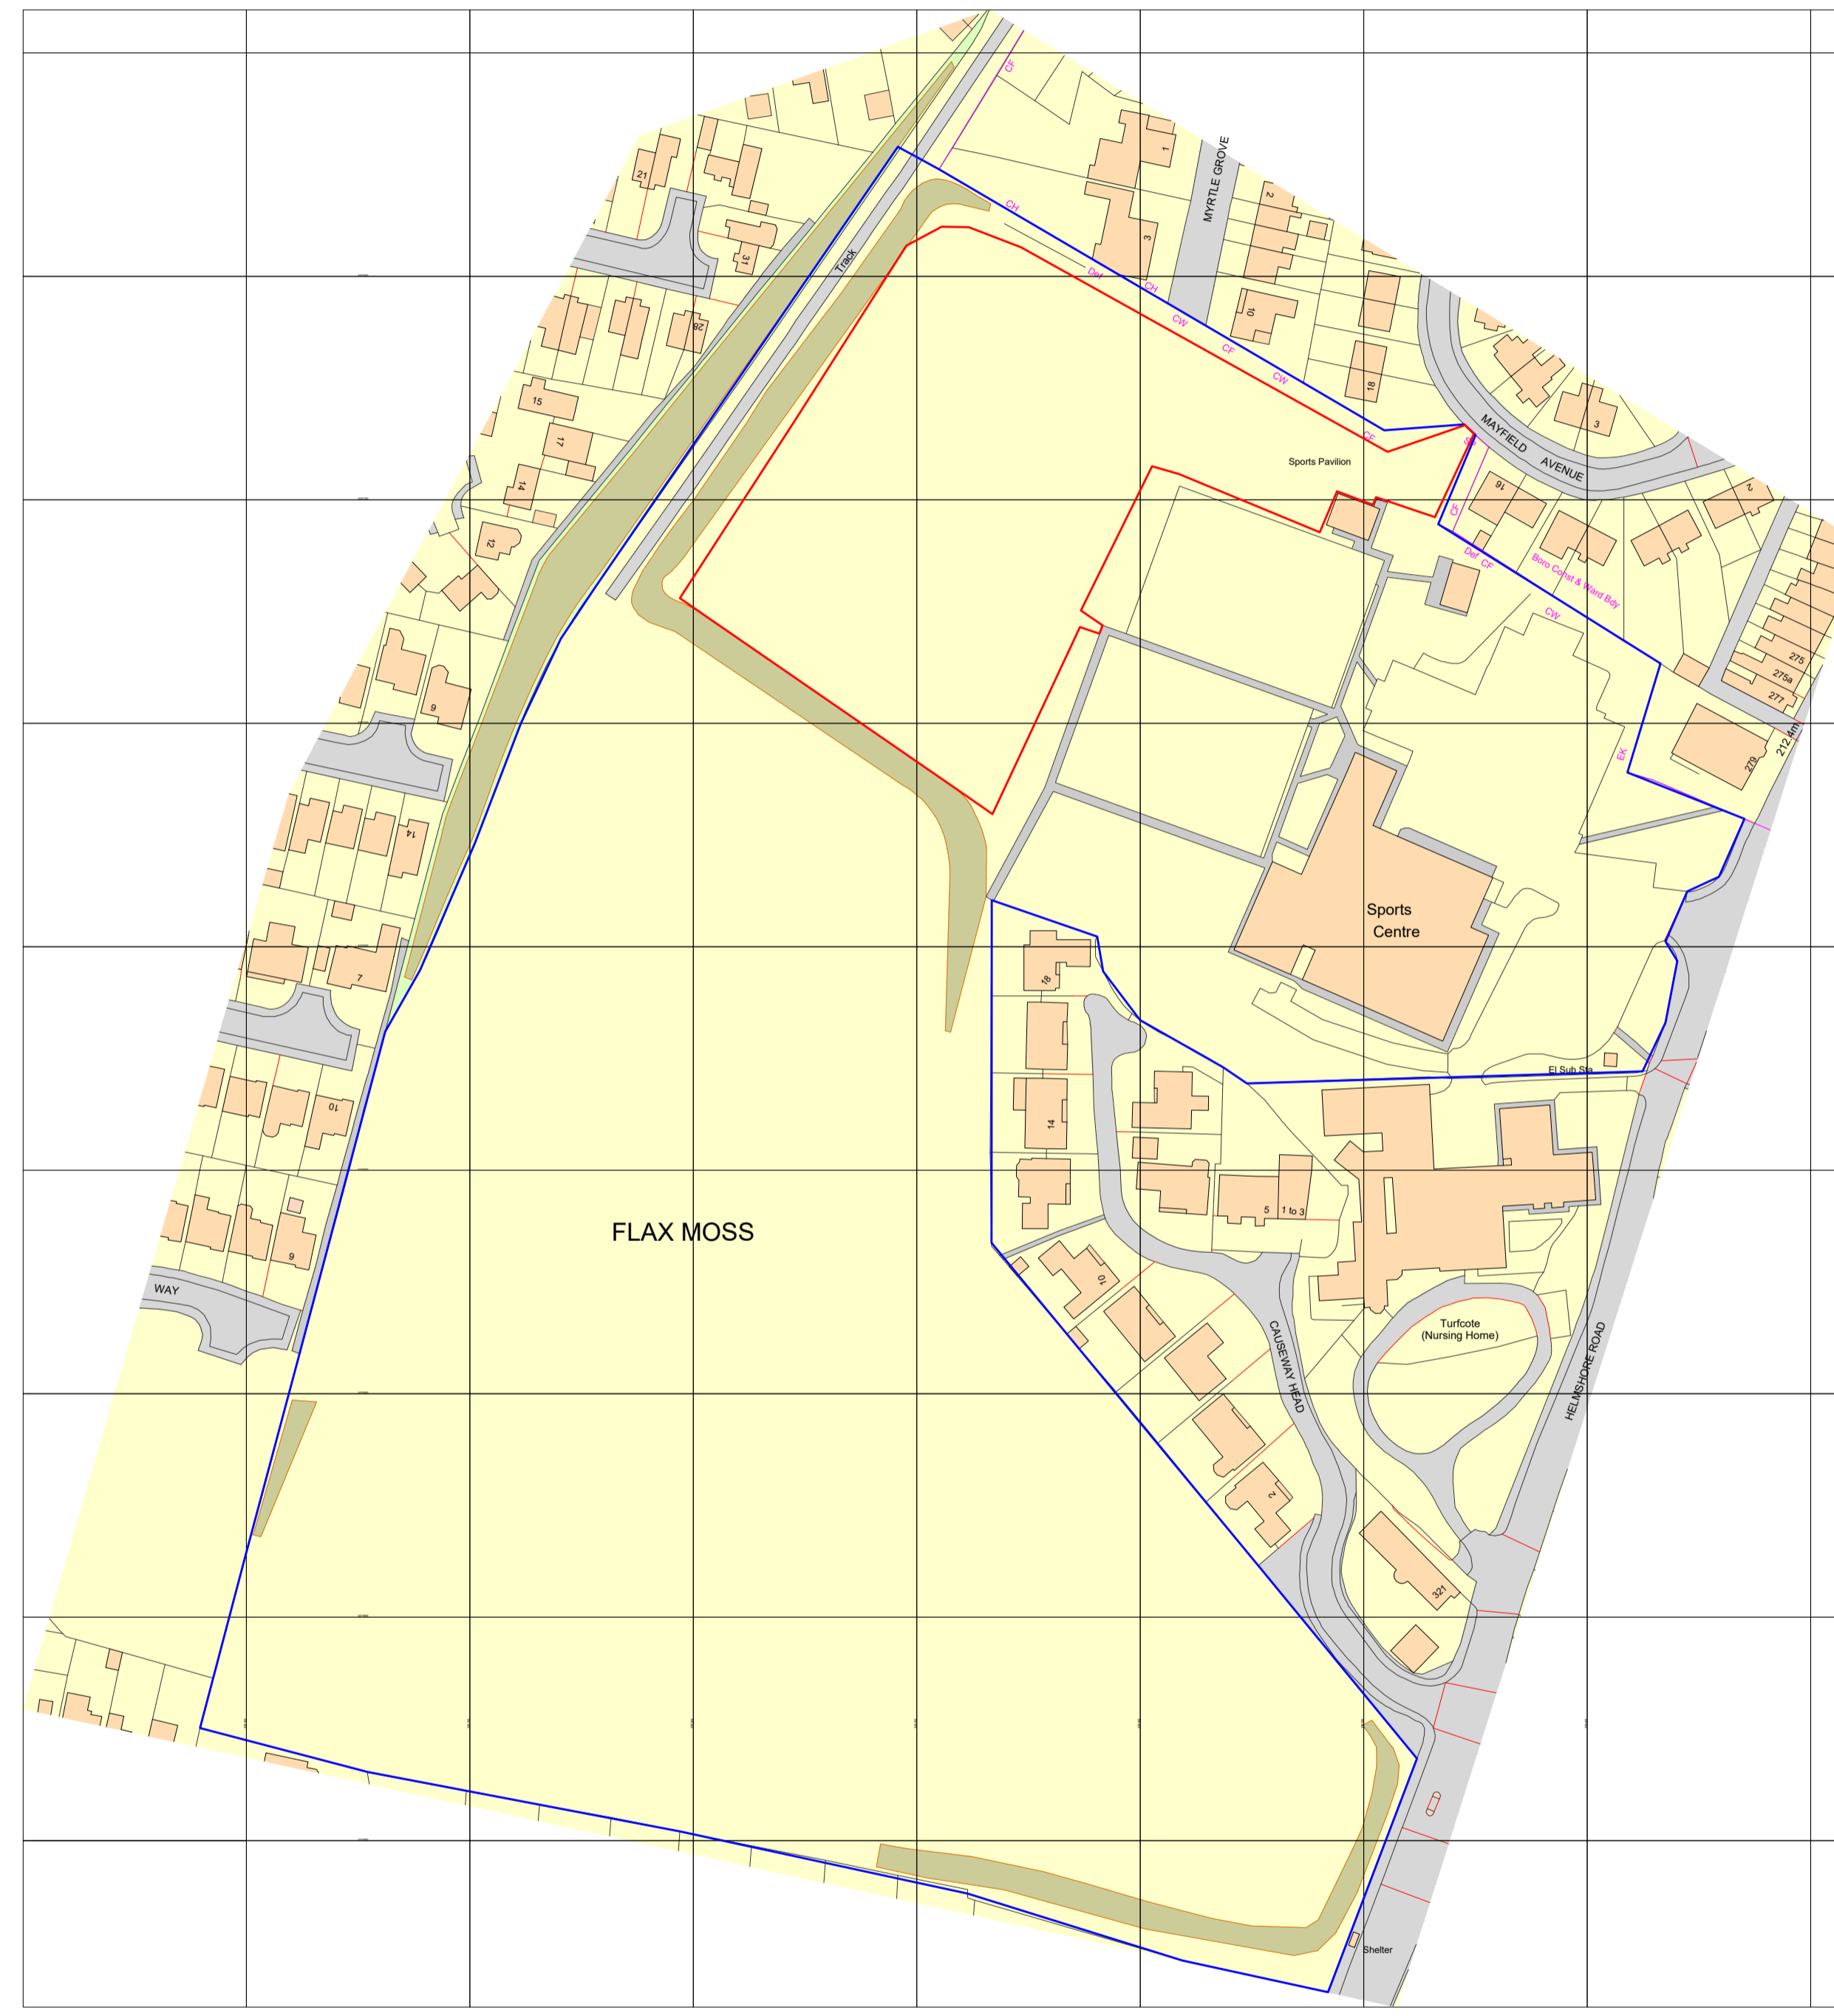 CF
1
21
2
MYRTLE GROVE
CH
3
31
Track
Def
CH
10
CW
28
CF
CW
18
15
3
MAYFIELD AVENUE
CF
SP
17
Sports Pavilion
14
16
2
CF
12
Def CF
Boro Const & Ward Bdy
CW
275
275a
277
9
212.4m
EK
279
14
Sports
Centre
7
18
El Sub Sta
10
14
5
1 to 3
FLAX MOSS
9
10
WAY
Turfcote
(Nursing Home)
CAUSEWAY HEAD
HELMSHORE ROAD
2
321
Shelter